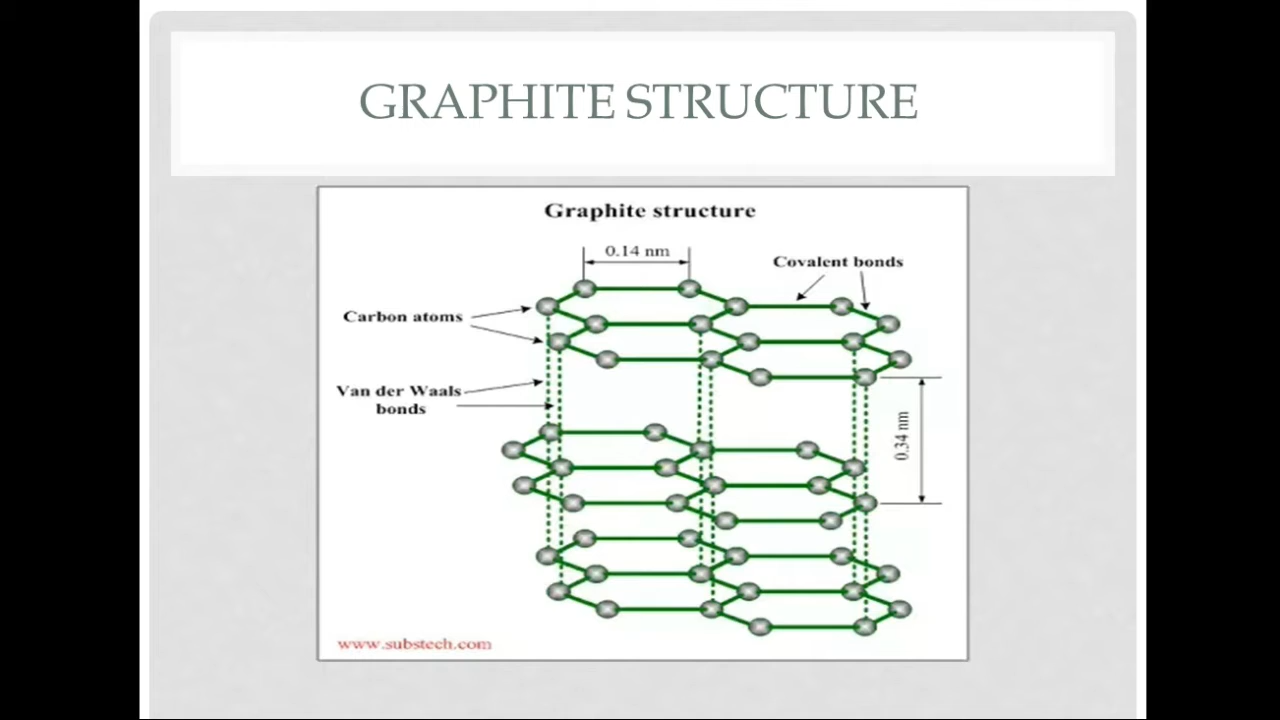 GRAPHITE STRUCTURE
Graphite structure
0.14 nm
Covalent bonds
Carbon atoms
Van der Waals
bonds
0.34 nm
www.substech.com